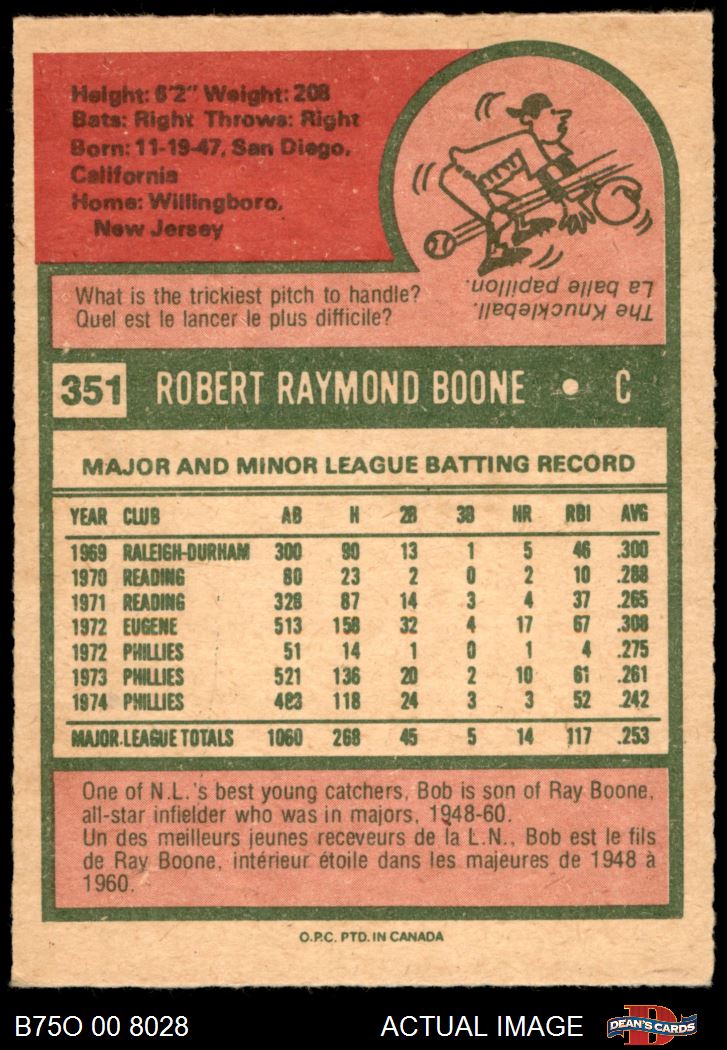 Height: 6'2" Weight: 208
Bats: Right Throws: Right
Born: 11-19-47, San Diego,
California
Home: Willingboro,
New Jersey
What is the trickiest pitch to handle?
Quel est le lancer le plus difficile?
The Knuckleball.
La balle papillon.
351 ROBERT RAYMOND BOONE • C
MAJOR AND MINOR LEAGUE BATTING RECORD
YEAR CLUB AB H 2B 3B HR RBI AVG
1969 RALEIGH-DURHAM 300 90 13 1 5 46 .300
1970 READING 80 23 2 0 2 10 .288
1971 READING 328 87 14 3 4 37 .265
1972 EUGENE 513 158 32 4 17 67 .308
1972 PHILLIES 51 14 1 0 1 4 .275
1973 PHILLIES 521 136 20 2 10 61 .261
1974 PHILLIES 483 118 24 3 3 52 .242
MAJOR LEAGUE TOTALS 1060 268 45 5 14 117 .253
One of N.L.'s best young catchers, Bob is son of Ray Boone,
all-star infielder who was in majors, 1948-60.
Un des meilleurs jeunes receveurs de la L.N., Bob est le fils
de Ray Boone, intérieur étoile dans les majeures de 1948 à
1960.
O.P.C. PTD. IN CANADA
B75O 00 8028 ACTUAL IMAGE DEAN'S CARDS